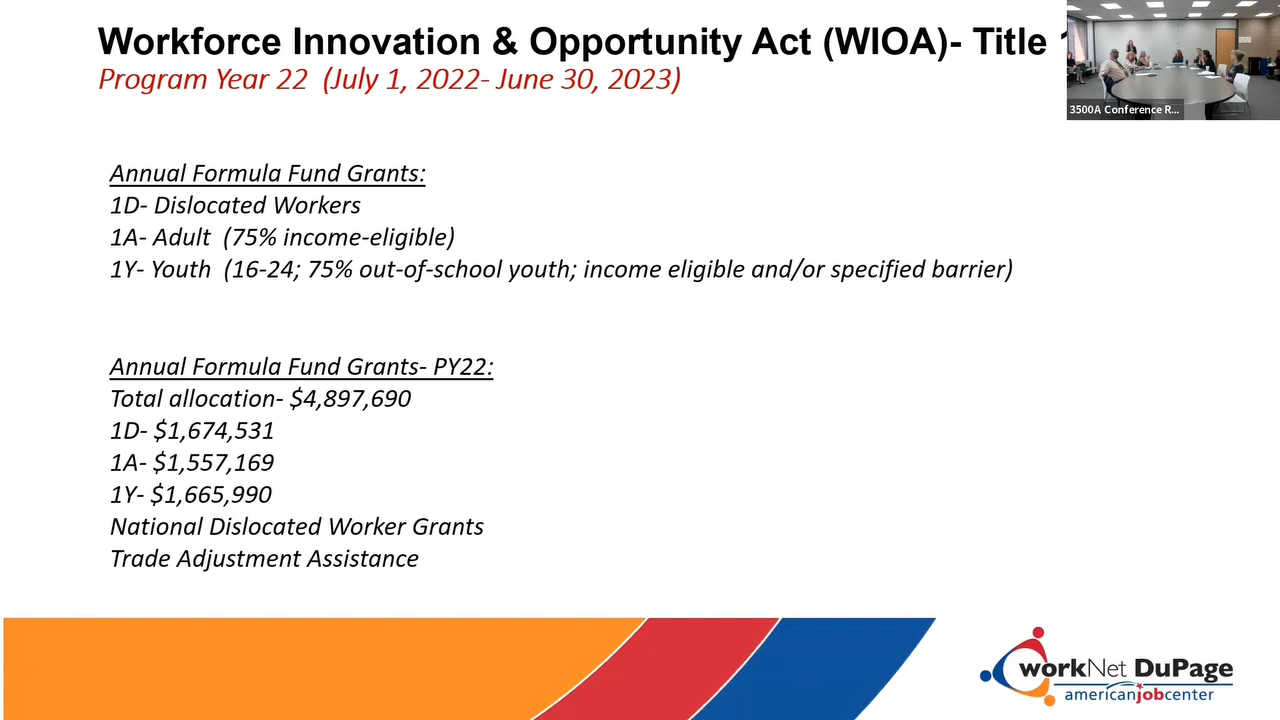 Workforce Innovation & Opportunity Act (WIOA)- Title 1
Program Year 22 (July 1, 2022- June 30, 2023)
3500A Conference R...
Annual Formula Fund Grants:
1D- Dislocated Workers
1A- Adult (75% income-eligible)
1Y- Youth (16-24; 75% out-of-school youth; income eligible and/or specified barrier)
Annual Formula Fund Grants- PY22:
Total allocation- $4,897,690
1D- $1,674,531
1A- $1,557,169
1Y- $1,665,990
National Dislocated Worker Grants
Trade Adjustment Assistance
workNet DuPage
americanjobcenter